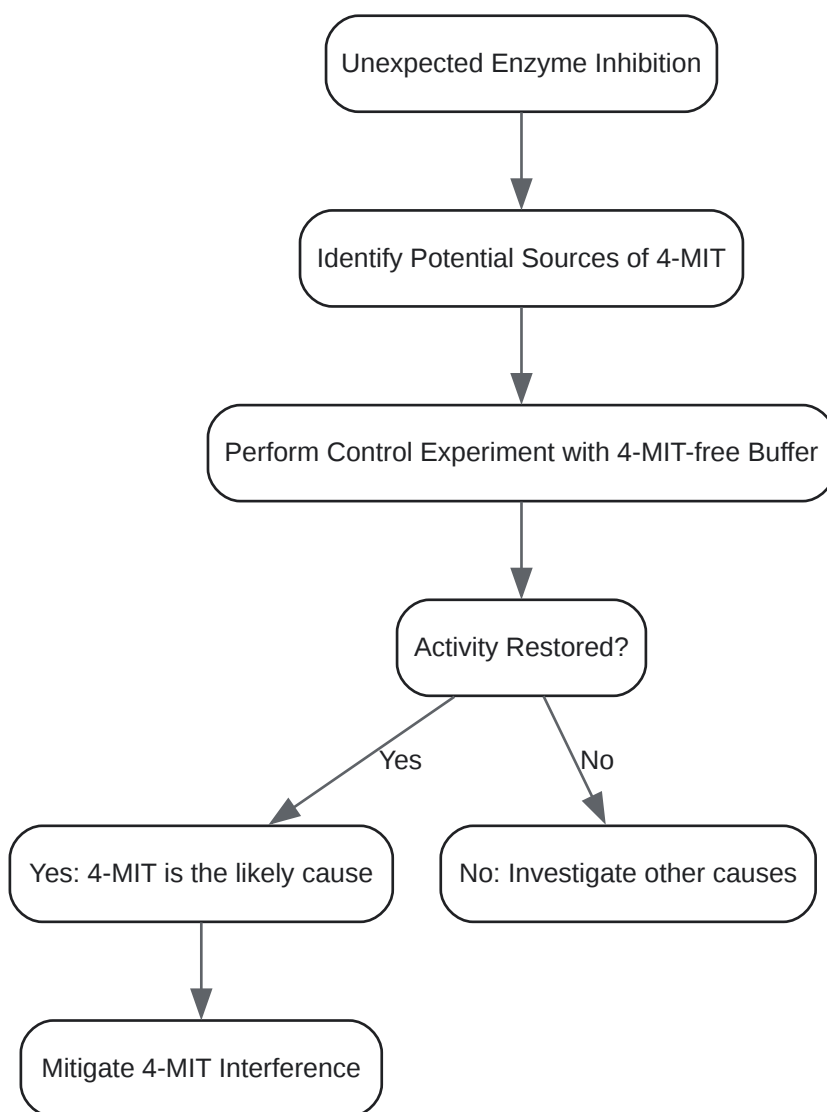 Unexpected Enzyme Inhibition
Identify Potential Sources of 4-MIT
Perform Control Experiment with 4-MIT-free Buffer
Activity Restored?
Yes
No
Yes: 4-MIT is the likely cause
No: Investigate other causes
Mitigate 4-MIT Interference